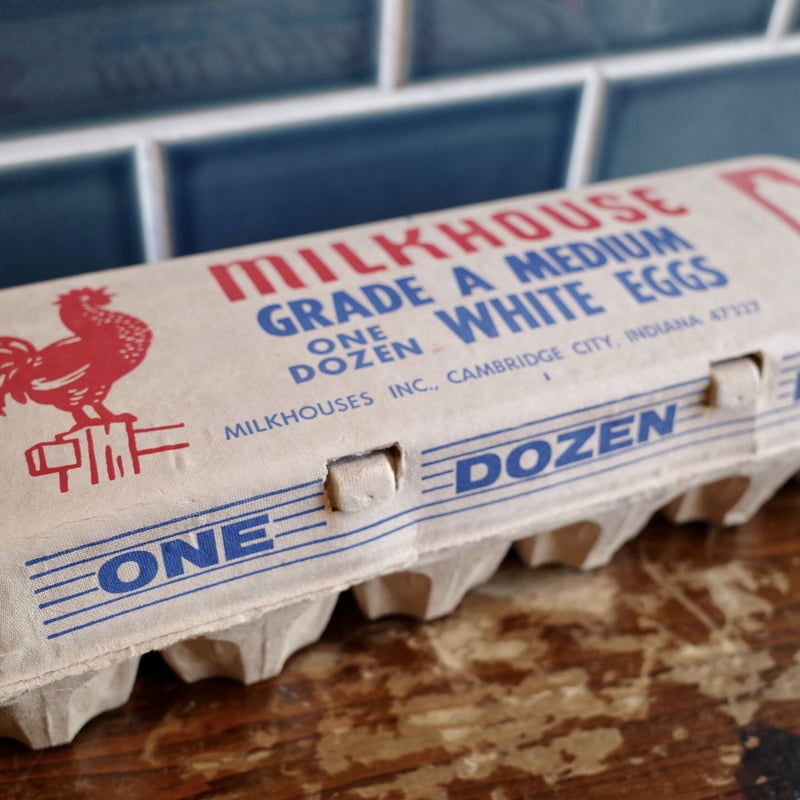 MILKHOUSE
GRADE A MEDIUM
ONE DOZEN WHITE EGGS
MILKHOUSES INC., CAMBRIDGE CITY, INDIANA 47327
ONE DOZEN